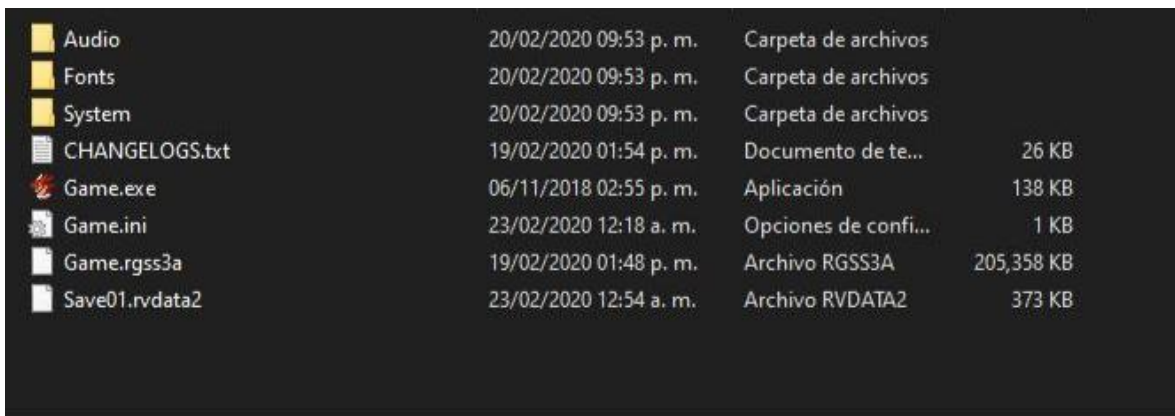 Audio 20/02/2020 09:53 p. m. Carpeta de archivos
Fonts 20/02/2020 09:53 p. m. Carpeta de archivos
System 20/02/2020 09:53 p. m. Carpeta de archivos
CHANGELOGS.txt 19/02/2020 01:54 p. m. Documento de te... 26 KB
Game.exe 06/11/2018 02:55 p. m. Aplicación 138 KB
Game.ini 23/02/2020 12:18 a. m. Opciones de confi... 1 KB
Game.rgss3a 19/02/2020 01:48 p. m. Archivo RGSS3A 205,358 KB
Save01.rvdata2 23/02/2020 12:54 a. m. Archivo RVDATA2 373 KB